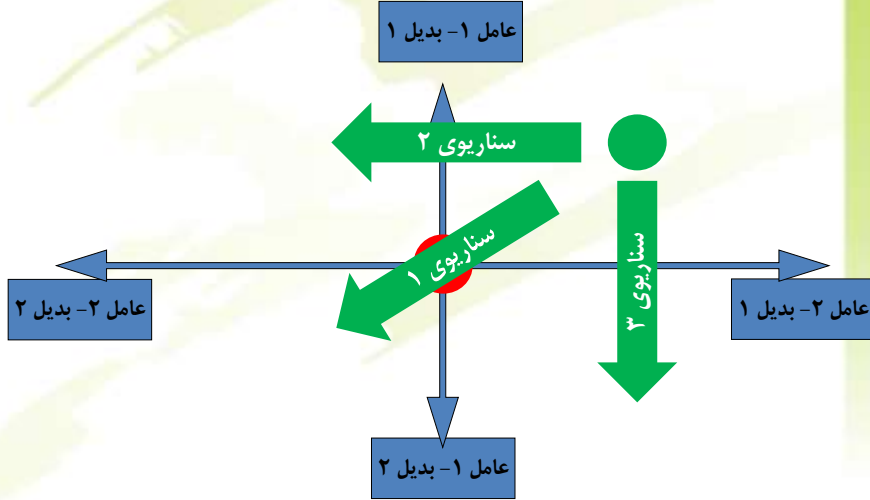 عامل ۱- بدیل ۱
سناریوی ۲
سناریوی ۱
سناریوی ۳
عامل ۲- بدیل ۱
عامل ۲- بدیل ۲
عامل ۱- بدیل ۲